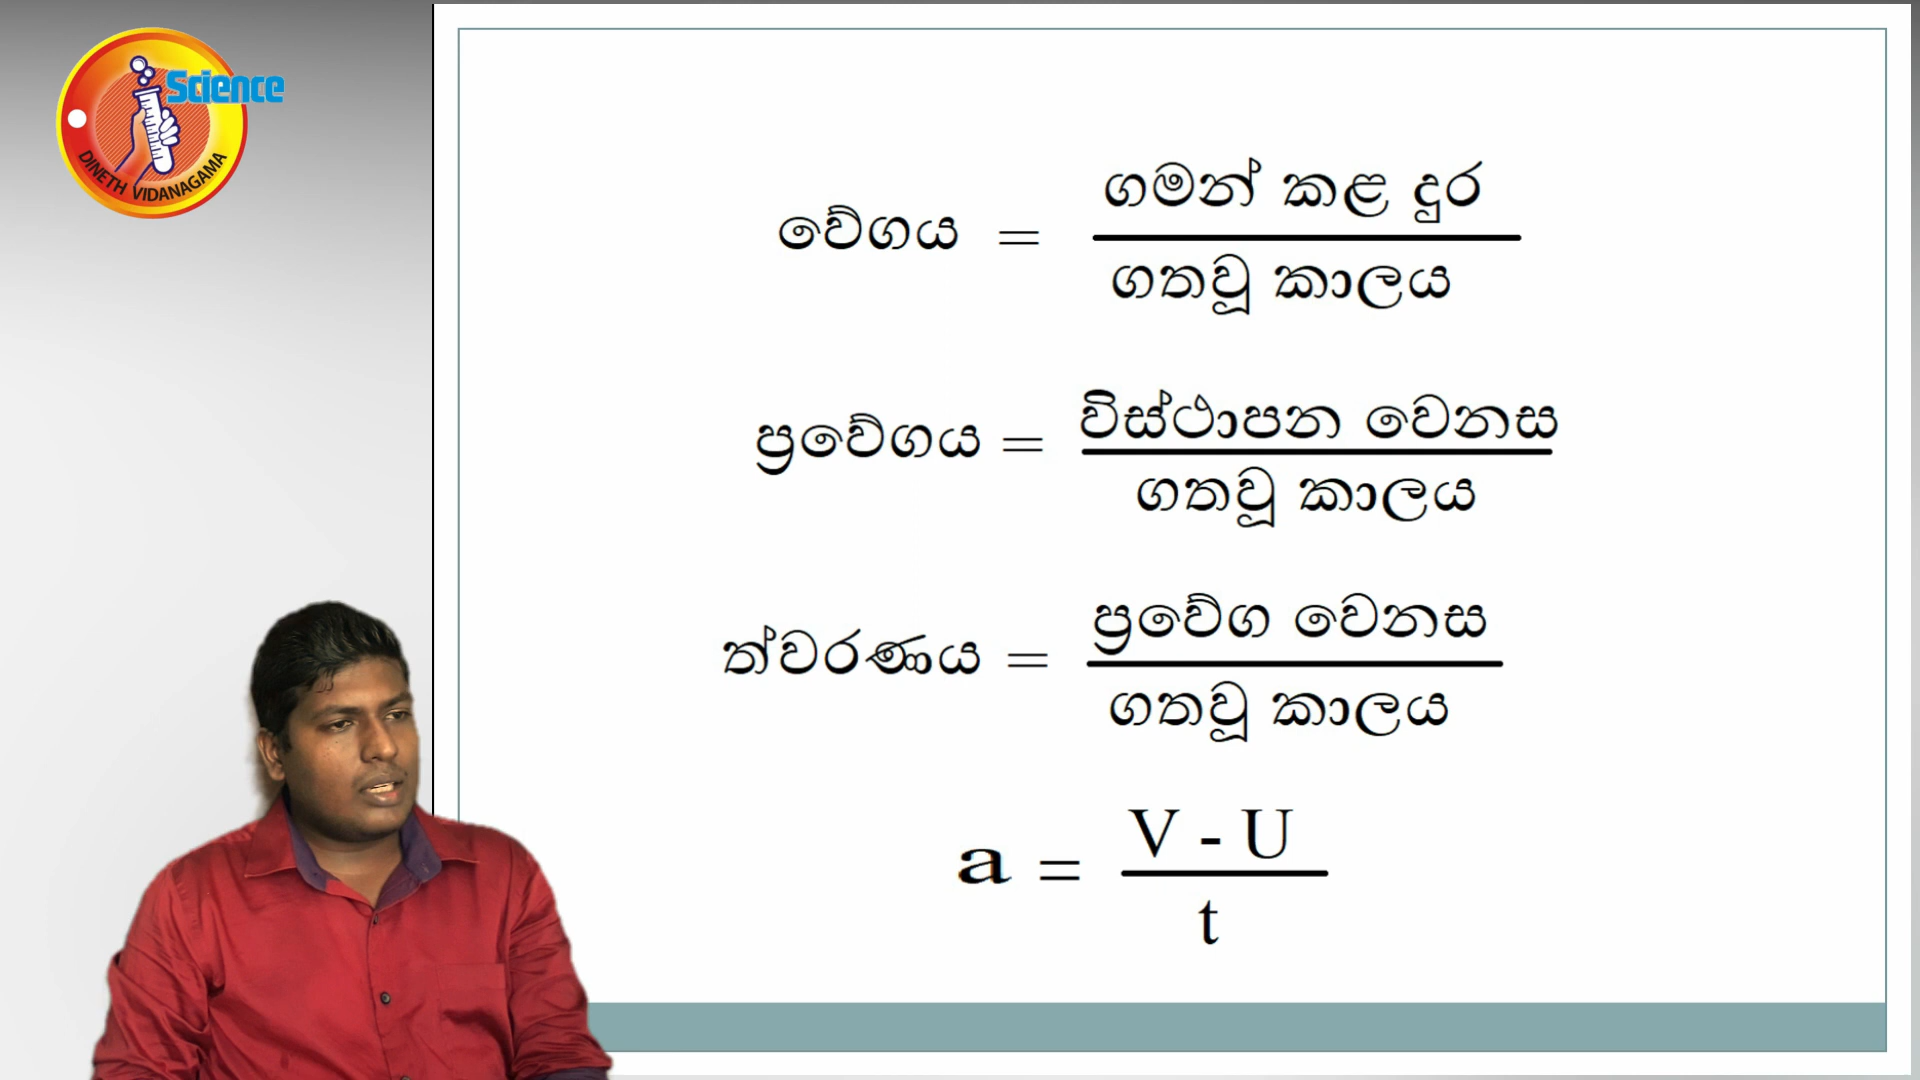 Science
DINETH VIDANAGAMA
වේගය = ගමන් කළ දුර
ගතවූ කාලය
ප්‍රවේගය = විස්ථාපන වෙනස
ගතවූ කාලය
ත්වරණය = ප්‍රවේග වෙනස
ගතවූ කාලය
a = V - U
t